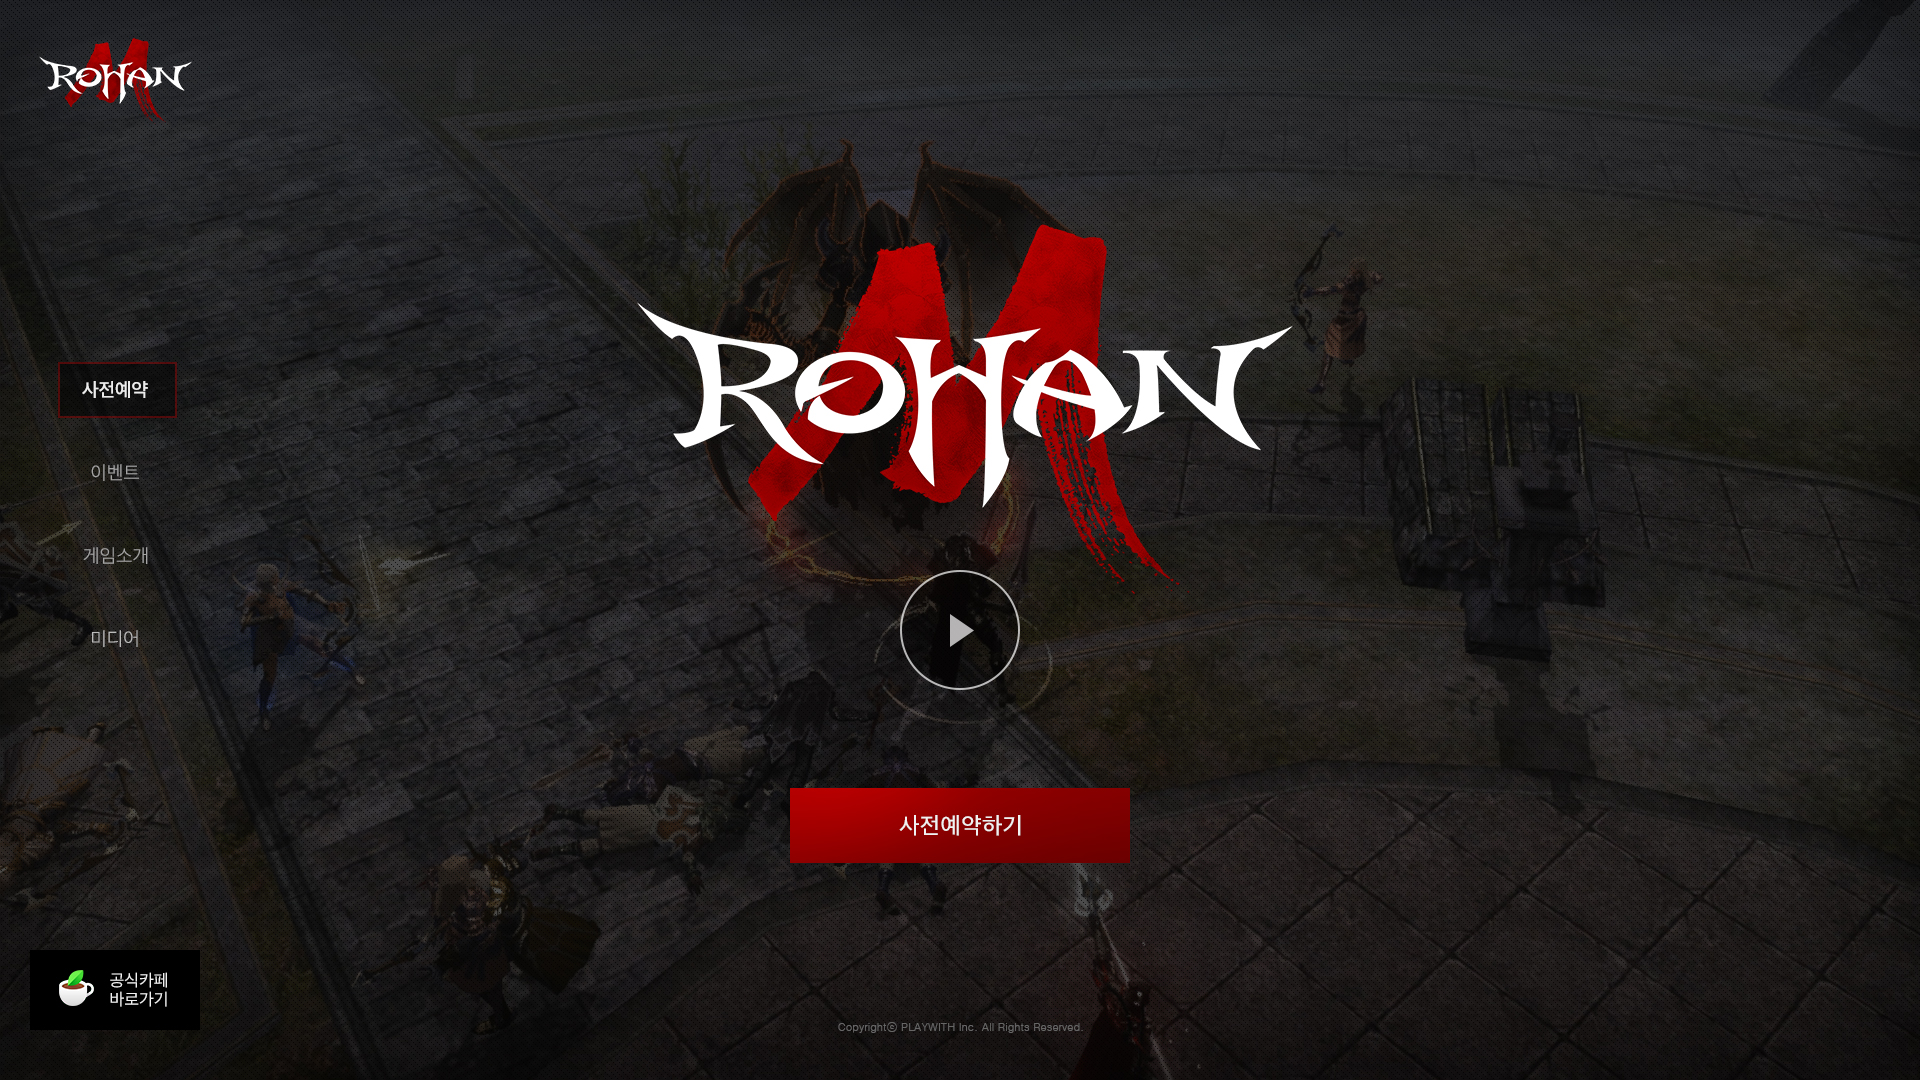 ROHAN M
ROHAN M
사전예약
이벤트
게임소개
미디어
사전예약하기
공식카페
바로가기
Copyrightⓒ PLAYWITH Inc. All Rights Reserved.